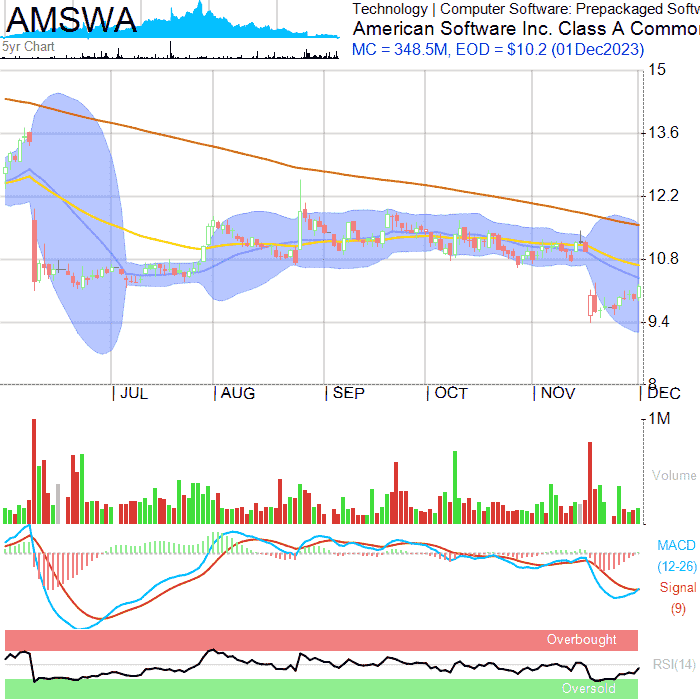 AMSWA
5yr Chart
Technology | Computer Software: Prepackaged Softw
American Software Inc. Class A Commo
MC = 348.5M, EOD = $10.2 (01Dec2023)
15
13.6
12.2
10.8
9.4
8
JUL
AUG
SEP
OCT
NOV
DEC
1M
Volume
MACD
(12-26)
Signal
(9)
Overbought
RSI(14)
Oversold